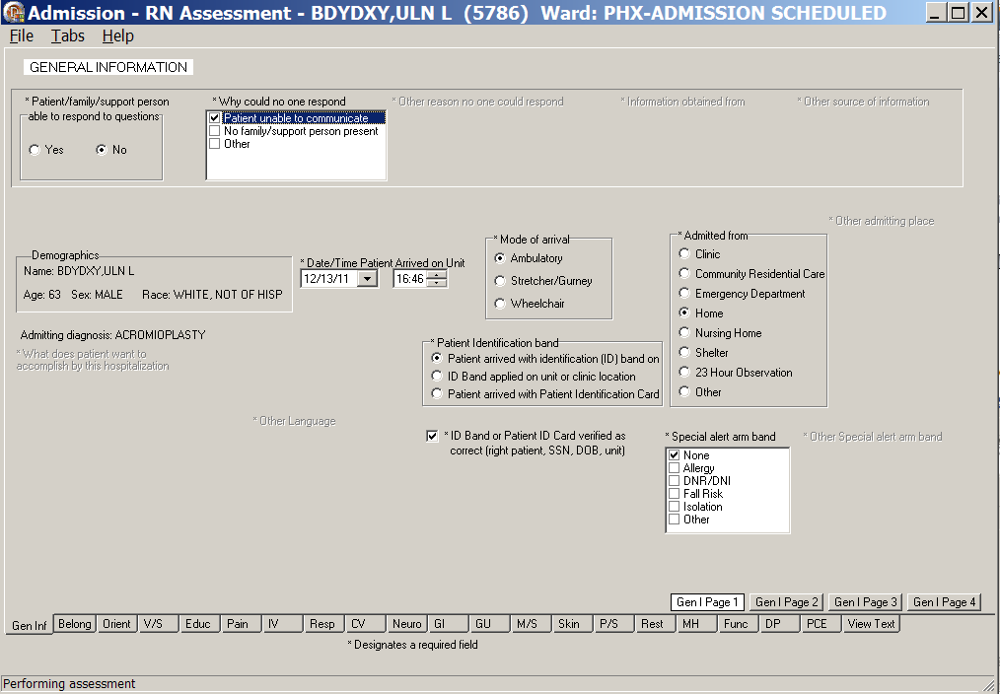 Admission - RN Assessment - BDYDXY,ULN L (5786) Ward: PHX-ADMISSION SCHEDULED
File Tabs Help
GENERAL INFORMATION
* Patient/family/support person
able to respond to questions
Yes No
* Why could no one respond
Patient unable to communicate
No family/support person present
Other
* Other reason no one could respond
* Information obtained from
* Other source of information
* Other admitting place
Demographics
Name: BDYDXY,ULN L
Age: 63 Sex: MALE Race: WHITE, NOT OF HISP
* Date/Time Patient Arrived on Unit
12/13/11 16:46
* Mode of arrival
Ambulatory
Stretcher/Gurney
Wheelchair
* Admitted from
Clinic
Community Residential Care
Emergency Department
Home
Nursing Home
Shelter
23 Hour Observation
Other
Admitting diagnosis: ACROMIOPLASTY
* What does patient want to
accomplish by this hospitalization
* Patient Identification band
Patient arrived with identification (ID) band on
ID Band applied on unit or clinic location
Patient arrived with Patient Identification Card
* Other Language
* ID Band or Patient ID Card verified as
correct (right patient, SSN, DOB, unit)
* Special alert arm band
None
Allergy
DNR/DNI
Fall Risk
Isolation
Other
* Other Special alert arm band
Gen I Page 1 Gen I Page 2 Gen I Page 3 Gen I Page 4
Gen Inf Belong Orient V/S Educ Pain IV Resp CV Neuro GI GU M/S Skin P/S Rest MH Func DP PCE View Text
* Designates a required field
Performing assessment